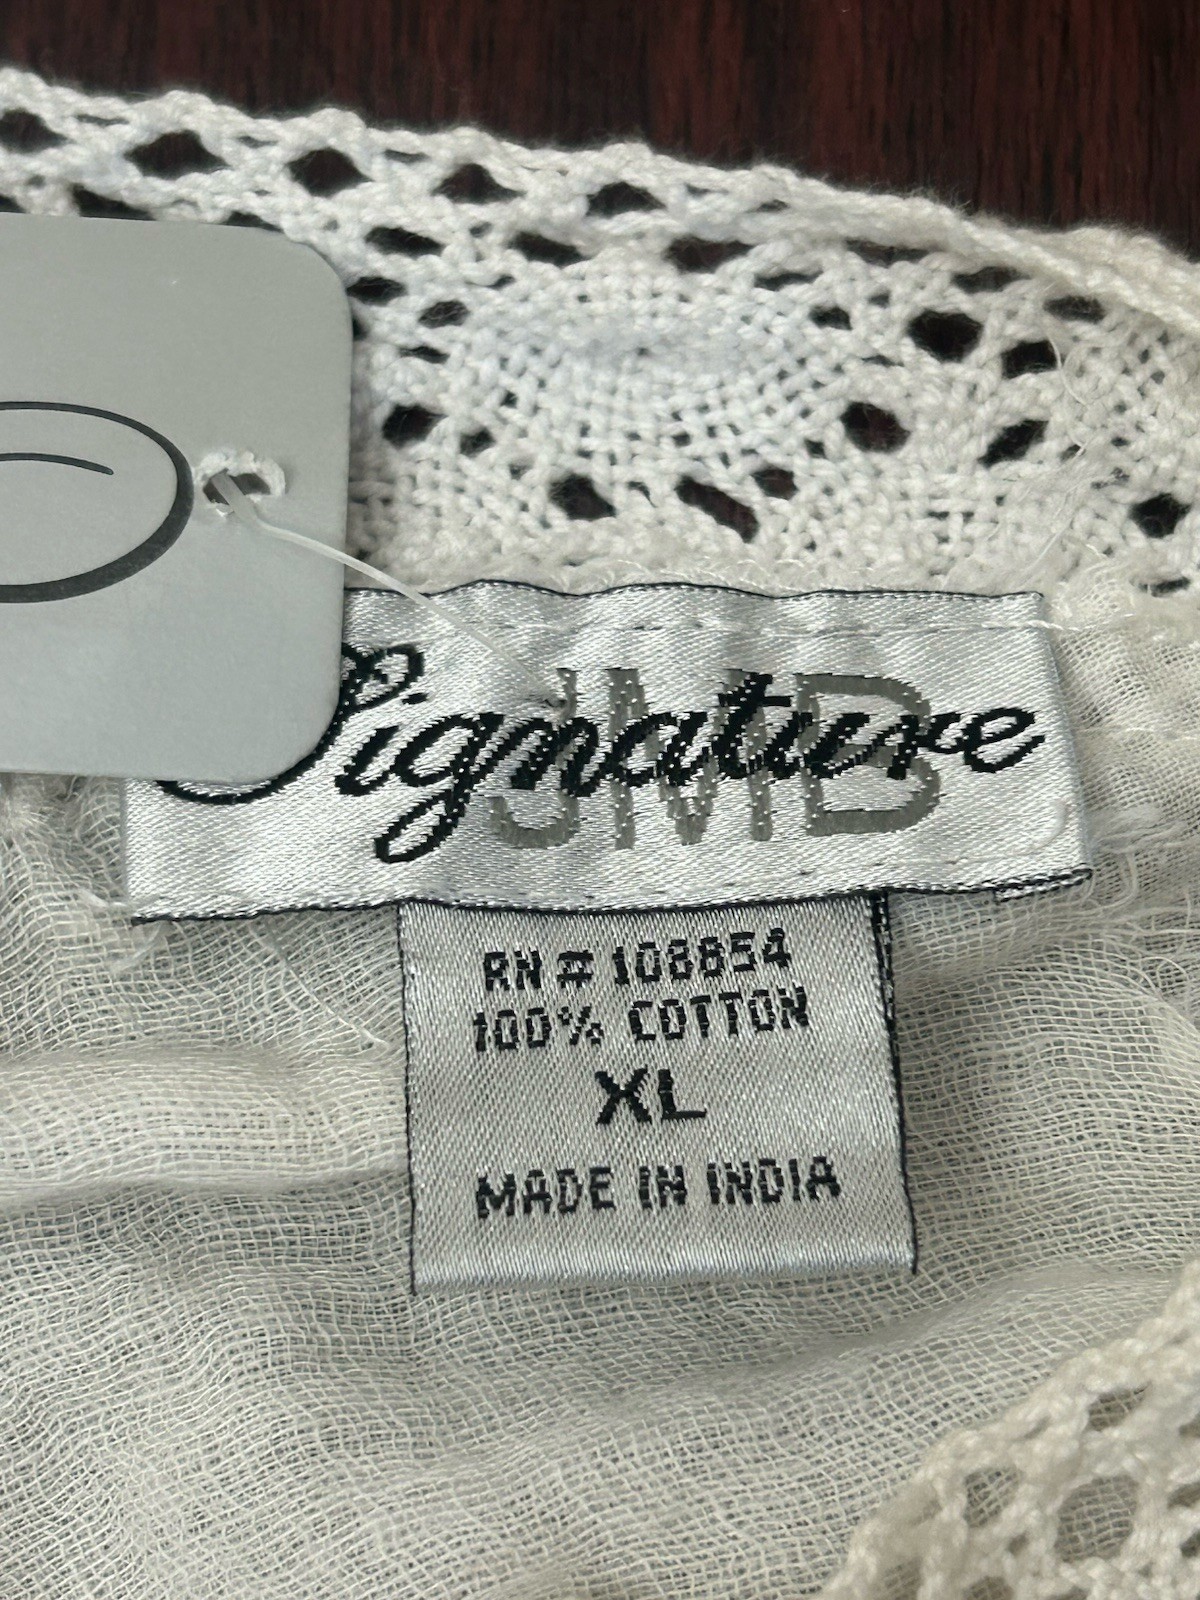 Signature
JMB
RN # 108854
100% COTTON
XL
MADE IN INDIA